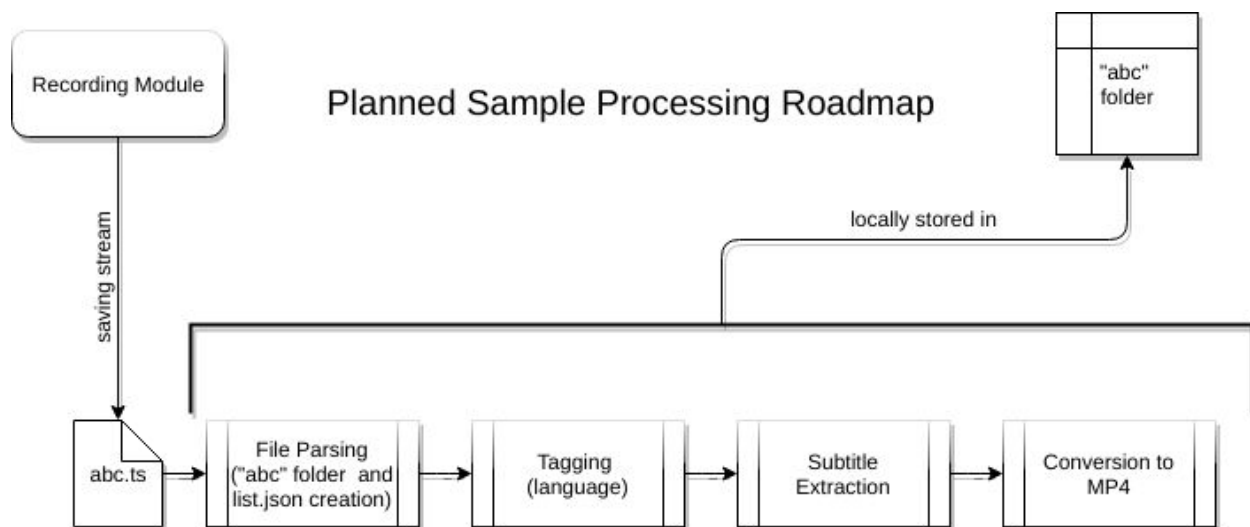 Recording Module
Planned Sample Processing Roadmap
"abc"
folder
locally stored in
saving stream
abc.ts
File Parsing
("abc" folder and
list.json creation)
Tagging
(language)
Subtitle
Extraction
Conversion to
MP4